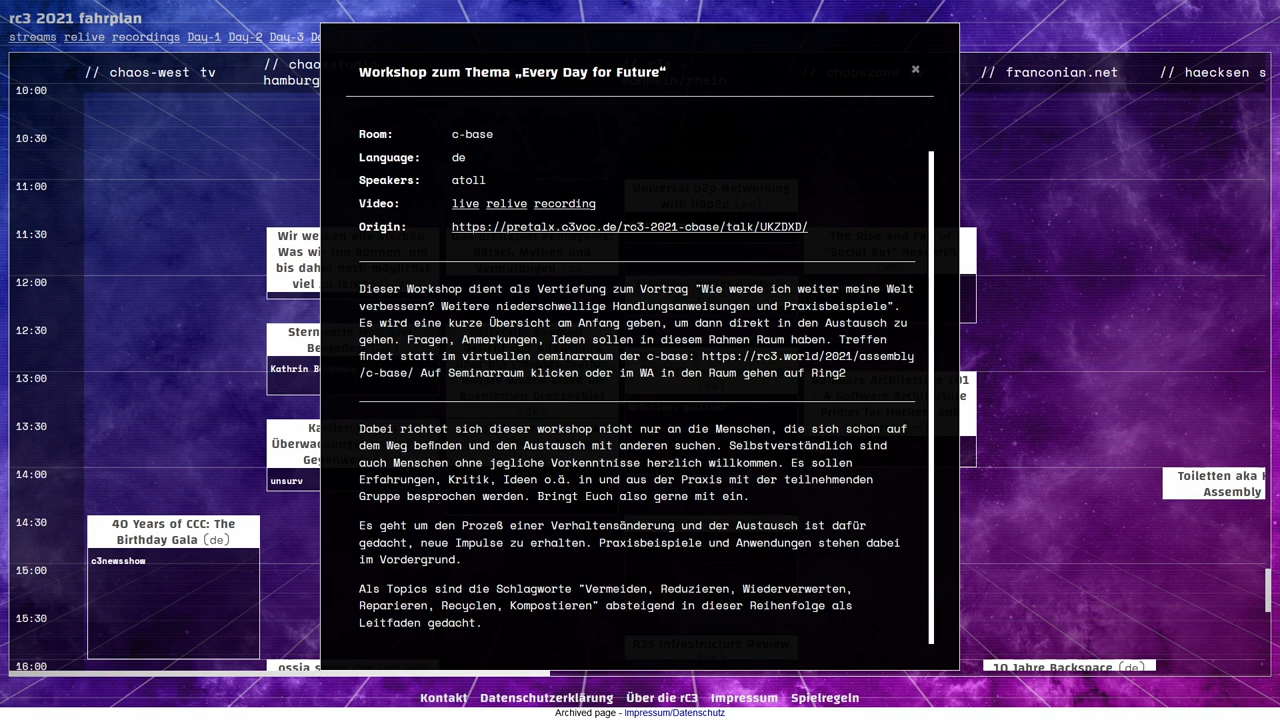 rc3 2021 fahrplan
streams relive recordings Day-1 Day-2 Day-3
// chaos-west tv
hamburg
// chaoszone
// franconian.net
// haecksen s
10:00
10:30
11:00
11:30
12:00
12:30
13:00
13:30
14:00
14:30
15:00
15:30
16:00
Workshop zum Thema „Every Day for Future“
×
Room: c-base
Language: de
Speakers: atoll
Video: live relive recording
Origin: https://pretalx.c3voc.de/rc3-2021-cbase/talk/UKZDXD/
Dieser Workshop dient als Vertiefung zum Vortrag "Wie werde ich weiter meine Welt
verbessern? Weitere niederschwellige Handlungsanweisungen und Praxisbeispiele".
Es wird eine kurze Übersicht am Anfang geben, um dann direkt in den Austausch zu
gehen. Fragen, Anmerkungen, Ideen sollen in diesem Rahmen Raum haben. Treffen
findet statt im virtuellen ceminarraum der c-base: https://rc3.world/2021/assembly
/c-base/ Auf Seminarraum klicken oder im WA in den Raum gehen auf Ring2
Dabei richtet sich dieser workshop nicht nur an die Menschen, die sich schon auf
dem Weg befinden und den Austausch mit anderen suchen. Selbstverständlich sind
auch Menschen ohne jegliche Vorkenntnisse herzlich willkommen. Es sollen
Erfahrungen, Kritik, Ideen o.ä. in und aus der Praxis mit der teilnehmenden
Gruppe besprochen werden. Bringt Euch also gerne mit ein.
Es geht um den Prozeß einer Verhaltensänderung und der Austausch ist dafür
gedacht, neue Impulse zu erhalten. Praxisbeispiele und Anwendungen stehen dabei
im Vordergrund.
Als Topics sind die Schlagworte "Vermeiden, Reduzieren, Wiederverwerten,
Reparieren, Recyclen, Kompostieren" absteigend in dieser Reihenfolge als
Leitfaden gedacht.
Universal p2p Networking
with libp2p (en)
unsurv
40 Years of CCC: The
Birthday Gala (de)
c3newsshow
Toiletten aka
Assembly
R3S Infrastructure Review
10 Jahre Backspace (de)
Kontakt Datenschutzerklärung Über die rC3 Impressum Spielregeln
Archived page - Impressum/Datenschutz